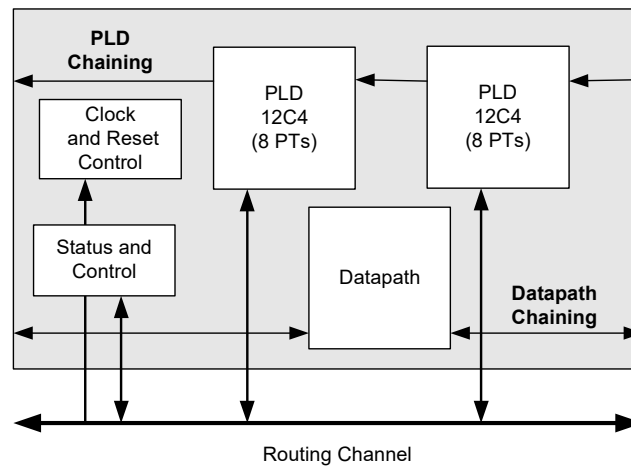 PLD
Chaining
PLD
12C4
(8 PTs)
PLD
12C4
(8 PTs)
Clock
and Reset
Control
Status and
Control
Datapath
Datapath
Chaining
Routing Channel